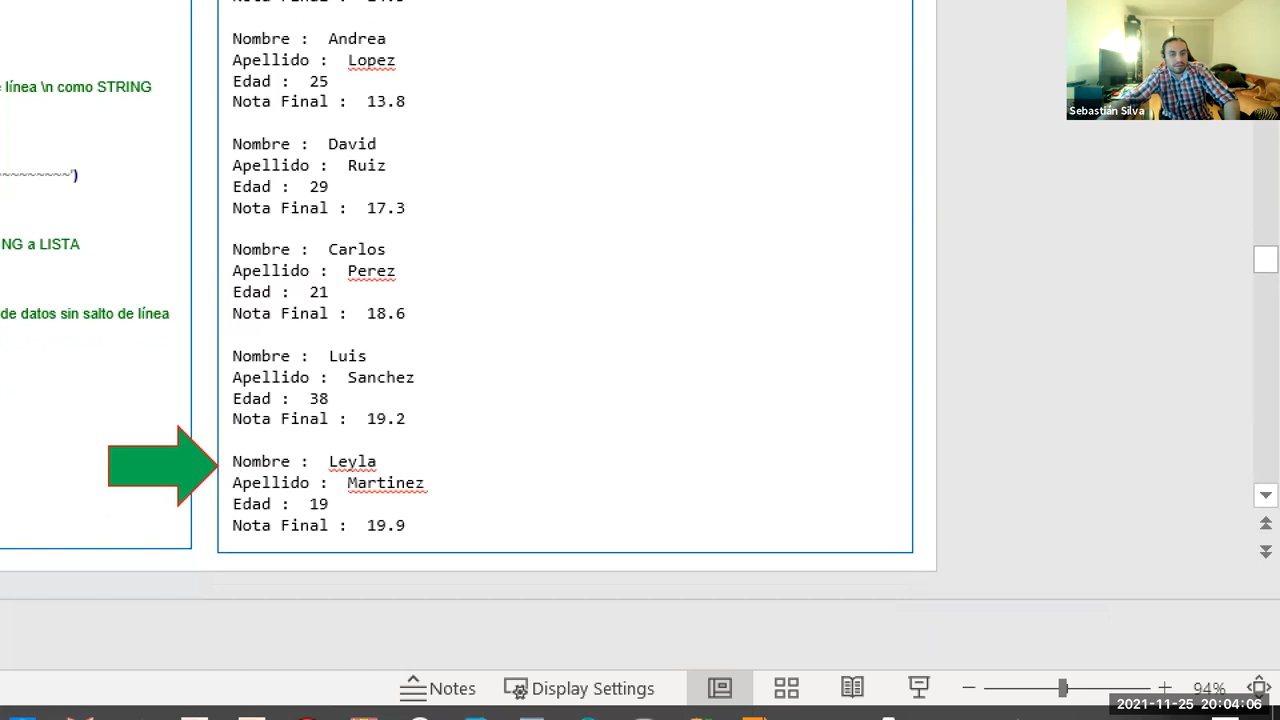 Nombre :  Andrea
Apellido :  Lopez
Edad :  25
Nota Final :  13.8
Nombre :  David
Apellido :  Ruiz
Edad :  29
Nota Final :  17.3
Nombre :  Carlos
Apellido :  Perez
Edad :  21
Nota Final :  18.6
Nombre :  Luis
Apellido :  Sanchez
Edad :  38
Nota Final :  19.2
Nombre :  Leyla
Apellido :  Martinez
Edad :  19
Nota Final :  19.9
línea \n como STRING
~~~~~~~~~')
NG a LISTA
de datos sin salto de línea
Sebastián Silva
Notes
Display Settings
94%
2021-11-25 20:04:06